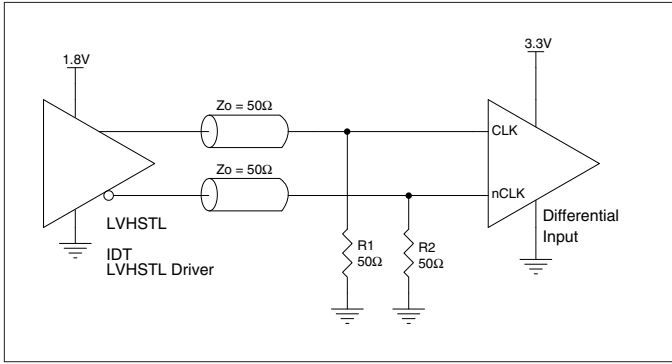 1.8V
3.3V
Zo = 50Ω
CLK
Zo = 50Ω
nCLK
LVHSTL
IDT
LVHSTL Driver
R1
50Ω
R2
50Ω
Differential
Input